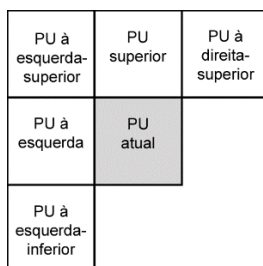 PU à
esquerda-
superior
PU
superior
PU à
direita-
superior
PU à
esquerda
PU
atual
PU à
esquerda-
inferior